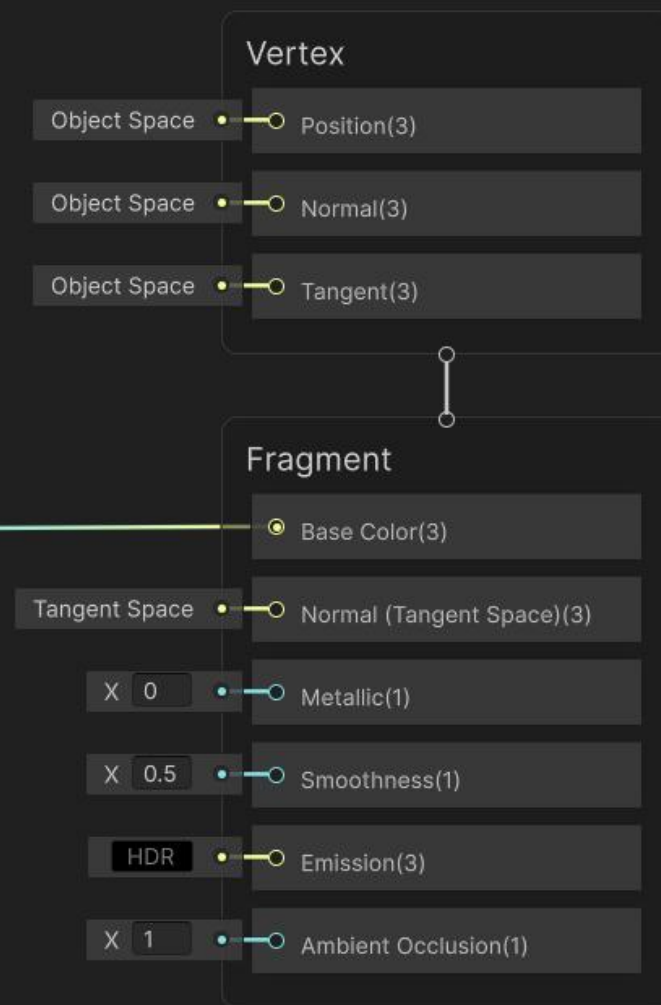 Vertex
Object Space Position(3)
Object Space Normal(3)
Object Space Tangent(3)
Fragment
Base Color(3)
Tangent Space Normal (Tangent Space)(3)
X 0 Metallic(1)
X 0.5 Smoothness(1)
HDR Emission(3)
X 1 Ambient Occlusion(1)